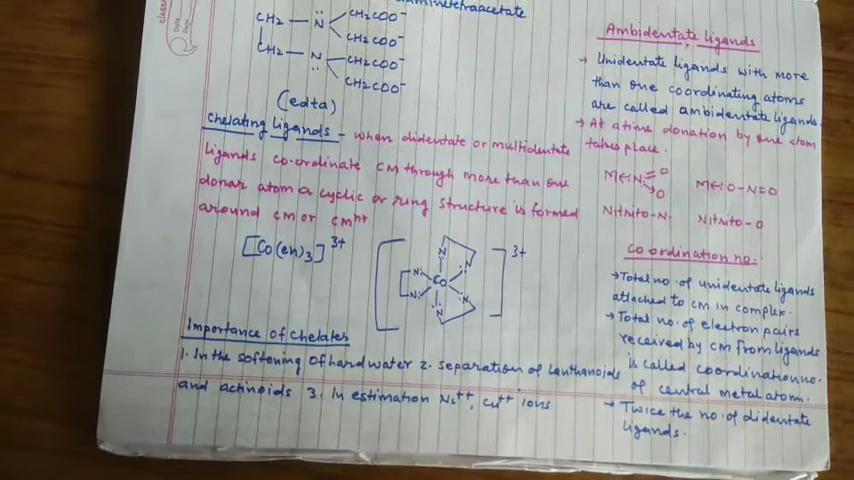 CH2 — N̈ CH2COO⁻
CH2COO⁻
CH2 — N CH2COO⁻
CH2COO⁻
(edta)
Chelating ligands - when didentate or multidentate
ligands co-ordinate CM through more than one
donar atom a cyclic or ring structure is formed
around CM or CMⁿ⁺
[Co(en)3]³⁺
[Co N N N N N N]³⁺
Importance of chelates
1. In the softening of hard water 2. separation of lanthanoids
and actinoids 3. In estimation Ni⁺⁺, Cu⁺⁺ ions
Ambidentate ligands
→ Unidentate ligands with more
than one coordinating atoms
are called ambidentate ligands.
→ At a time donation by one atom
takes place.
M←N=O →O M←O-N=O
Nitrito-N. Nitrito-O
Coordination no.
→ Total no. of unidentate ligands
attached to CM in complex.
→ Total no. of electron pairs
received by CM from ligands
is called coordination no.
of central metal atom.
→ Twice the no. of didentate
ligands.